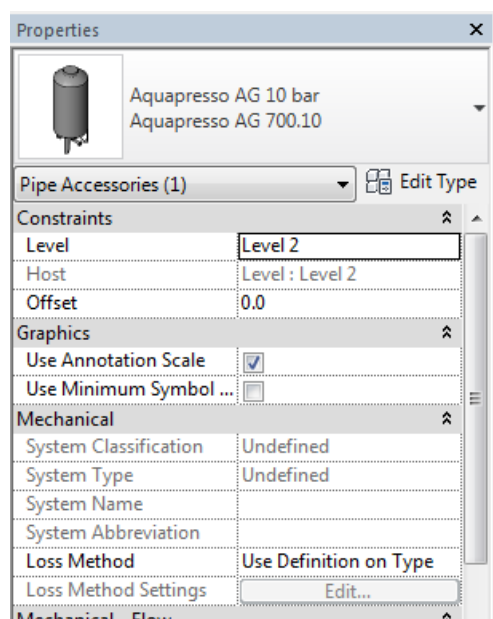 Properties
Aquapresso AG 10 bar
Aquapresso AG 700.10
Pipe Accessories (1)
Edit Type
Constraints
Level Level 2
Host Level : Level 2
Offset 0.0
Graphics
Use Annotation Scale
Use Minimum Symbol ...
Mechanical
System Classification Undefined
System Type Undefined
System Name
System Abbreviation
Loss Method Use Definition on Type
Loss Method Settings Edit...
Mechanical - Flow